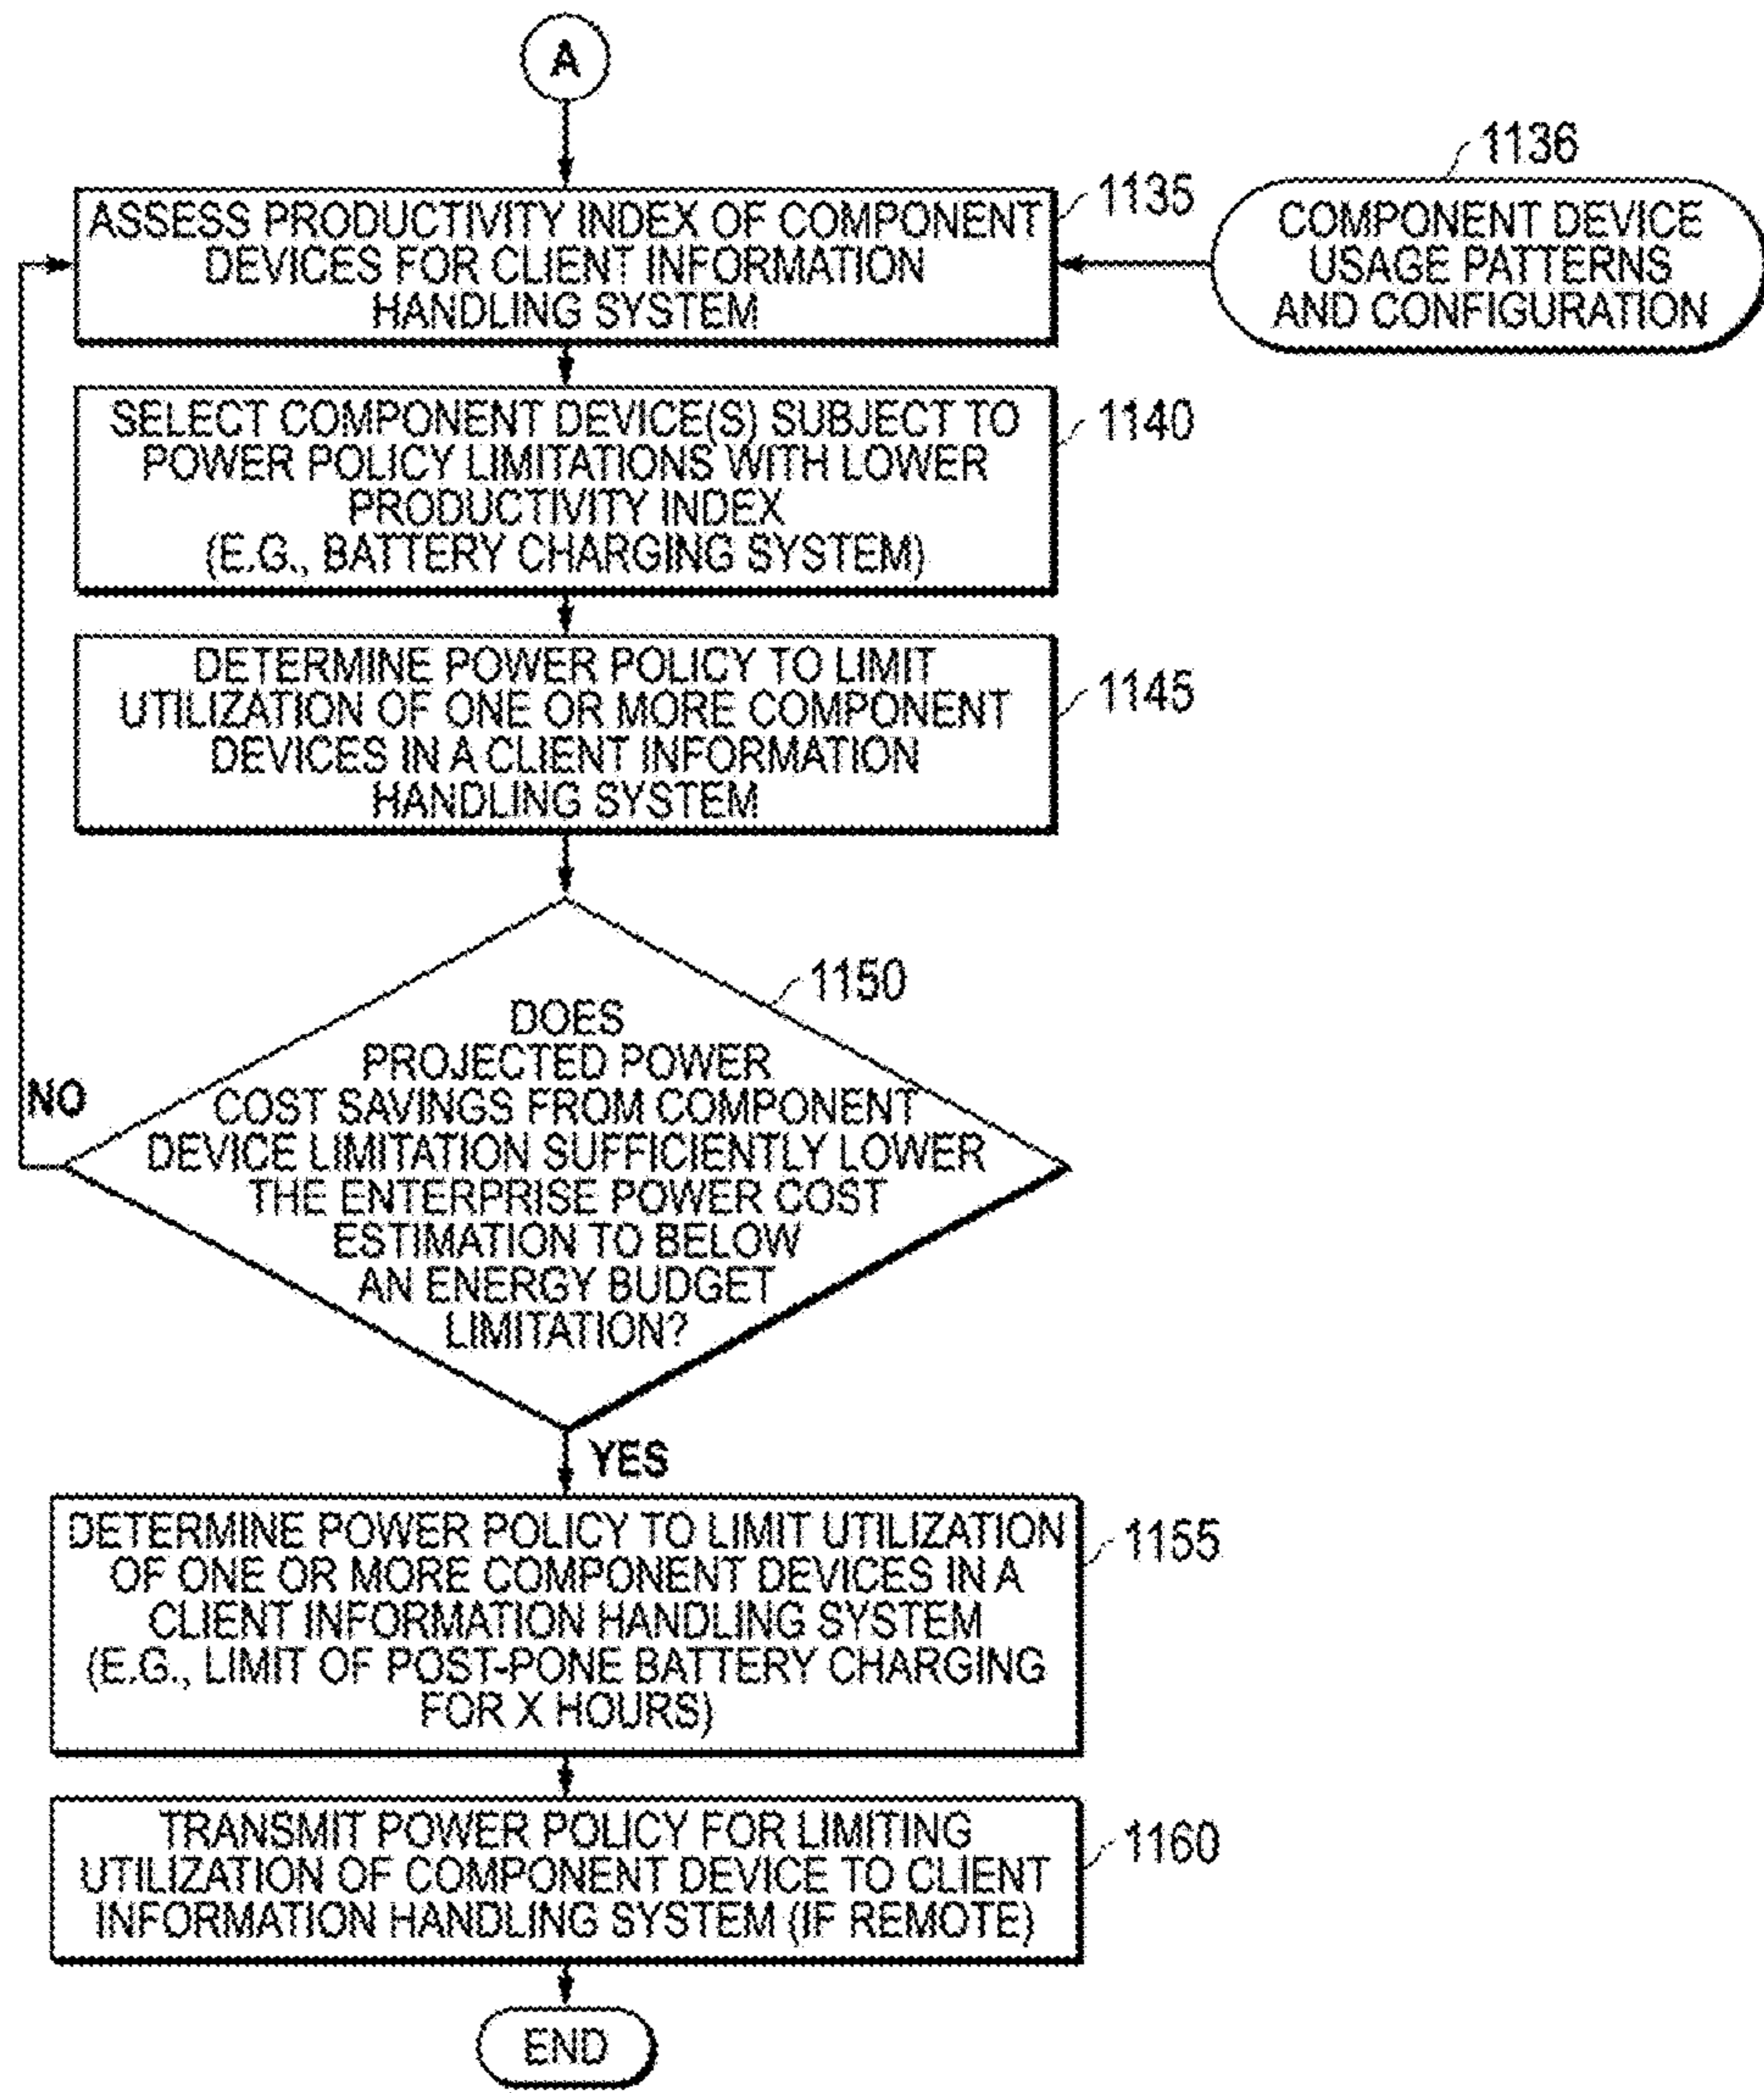 A
1136
1135
ASSESS PRODUCTIVITY INDEX OF COMPONENT
DEVICES FOR CLIENT INFORMATION
HANDLING SYSTEM
COMPONENT DEVICE
USAGE PATTERNS
AND CONFIGURATION
1140
SELECT COMPONENT DEVICE(S) SUBJECT TO
POWER POLICY LIMITATIONS WITH LOWER
PRODUCTIVITY INDEX
(E.G., BATTERY CHARGING SYSTEM)
1145
DETERMINE POWER POLICY TO LIMIT
UTILIZATION OF ONE OR MORE COMPONENT
DEVICES IN A CLIENT INFORMATION
HANDLING SYSTEM
1150
DOES
PROJECTED POWER
COST SAVINGS FROM COMPONENT
DEVICE LIMITATION SUFFICIENTLY LOWER
THE ENTERPRISE POWER COST
ESTIMATION TO BELOW
AN ENERGY BUDGET
LIMITATION?
NO
YES
1155
DETERMINE POWER POLICY TO LIMIT UTILIZATION
OF ONE OR MORE COMPONENT DEVICES IN A
CLIENT INFORMATION HANDLING SYSTEM
(E.G., LIMIT OF POST-PONE BATTERY CHARGING
FOR X HOURS)
1160
TRANSMIT POWER POLICY FOR LIMITING
UTILIZATION OF COMPONENT DEVICE TO CLIENT
INFORMATION HANDLING SYSTEM (IF REMOTE)
END